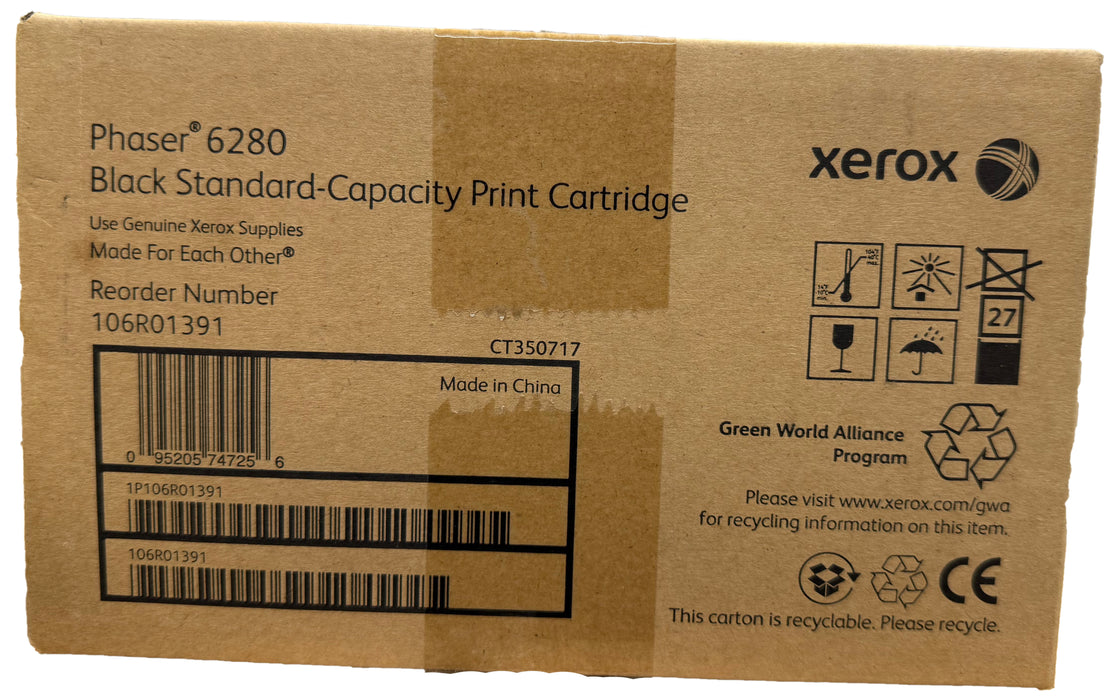 Phaser® 6280
Black Standard-Capacity Print Cartridge
Use Genuine Xerox Supplies
Made For Each Other®
Reorder Number
106R01391
CT350717
Made in China
0 95205 74725 6
1P106R01391
106R01391
xerox
27
Green World Alliance
Program
Please visit www.xerox.com/gwa
for recycling information on this item.
CE
This carton is recyclable. Please recycle.